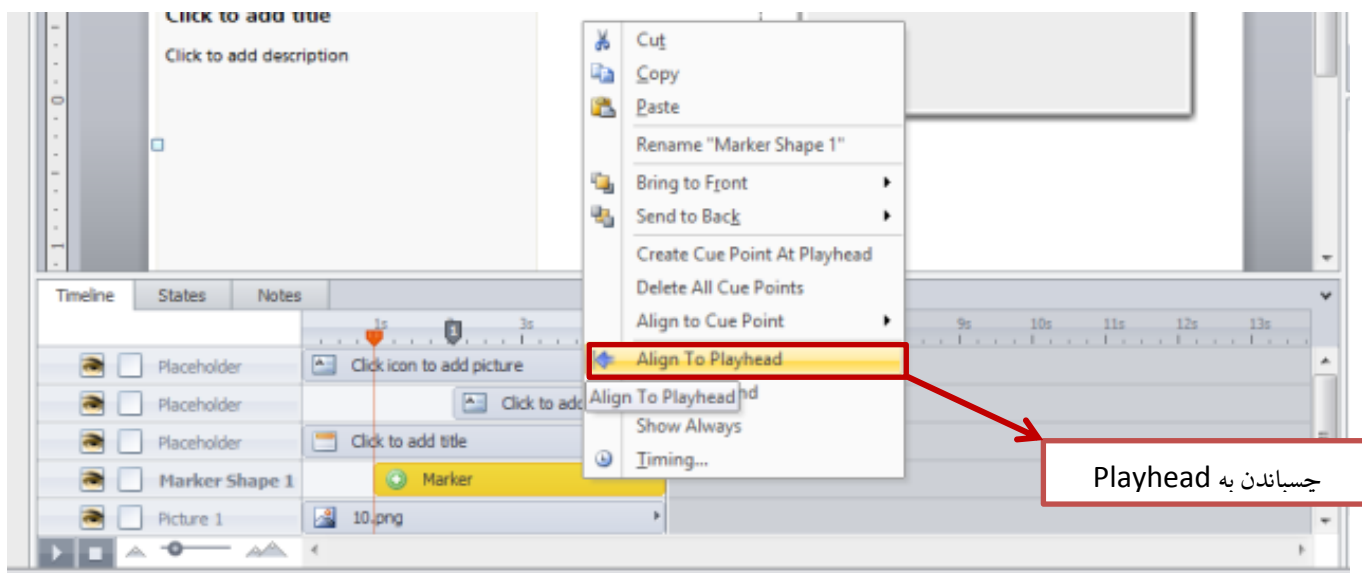 Click to add title
Click to add description
Cut
Copy
Paste
Rename "Marker Shape 1"
Bring to Front
Send to Back
Create Cue Point At Playhead
Delete All Cue Points
Align to Cue Point
Align To Playhead
Align To Playhead
Show Always
Timing...
چسباندن به Playhead
Timeline States Notes
1s 1 3s 9s 10s 11s 12s 13s
Placeholder Click icon to add picture
Placeholder Click to add
Placeholder Click to add title
Marker Shape 1 Marker
Picture 1 10.png
0
1